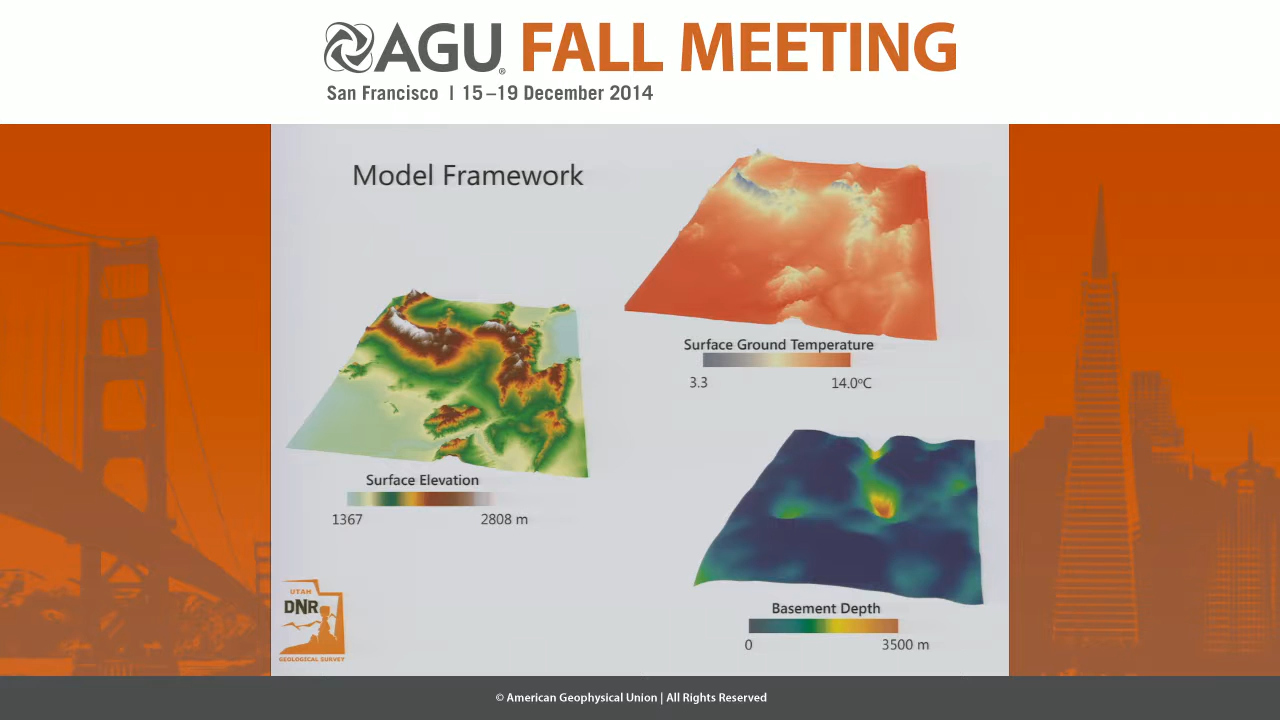 AGU® FALL MEETING
San Francisco | 15–19 December 2014
Model Framework
Surface Ground Temperature
3.3 14.0°C
Surface Elevation
1367 2808 m
Basement Depth
0 3500 m
UTAH
DNR
GEOLOGICAL SURVEY
© American Geophysical Union | All Rights Reserved